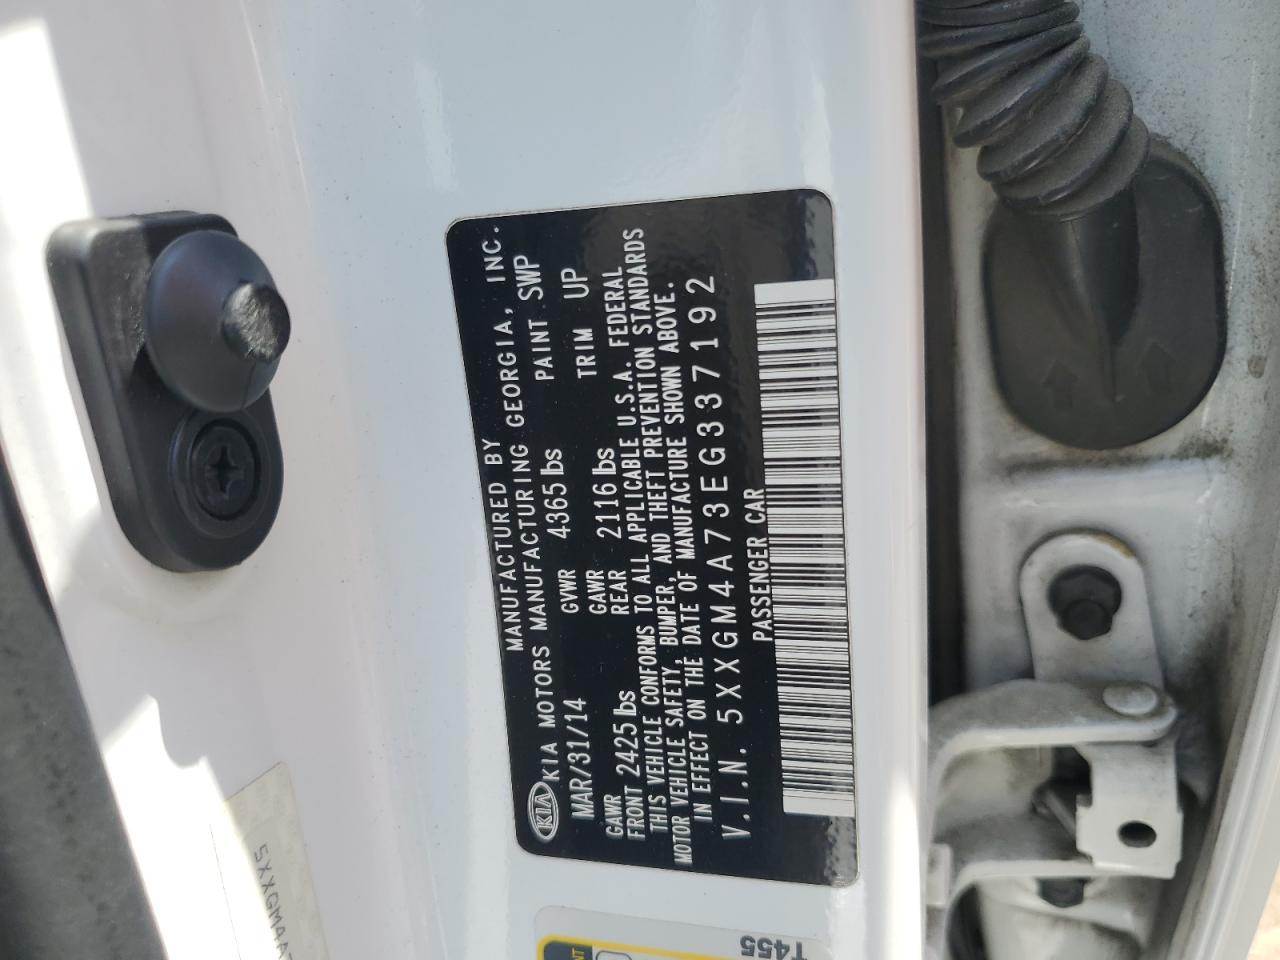 MANUFACTURED BY
KIA KIA MOTORS MANUFACTURING GEORGIA, INC.
MAR/31/14 GVWR 4365 lbs PAINT SWP
GAWR FRONT 2425 lbs GAWR REAR 2116 lbs TRIM UP
THIS VEHICLE CONFORMS TO ALL APPLICABLE U.S.A. FEDERAL
MOTOR VEHICLE SAFETY, BUMPER, AND THEFT PREVENTION STANDARDS
IN EFFECT ON THE DATE OF MANUFACTURE SHOWN ABOVE.
V.I.N. 5XXGM4A73EG337192
PASSENGER CAR
5XXGM4A7
T455